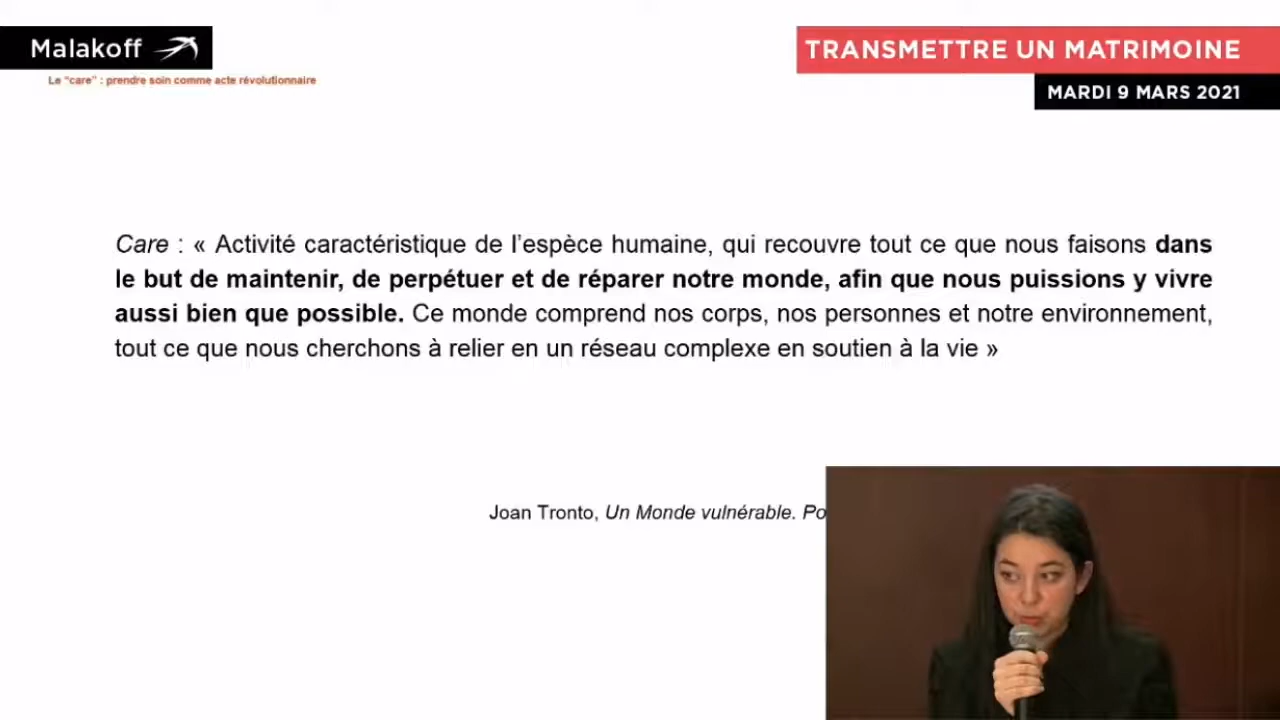 Malakoff
TRANSMETTRE UN MATRIMOINE
Le "care" : prendre soin comme acte révolutionnaire
MARDI 9 MARS 2021
Care : « Activité caractéristique de l'espèce humaine, qui recouvre tout ce que nous faisons dans
le but de maintenir, de perpétuer et de réparer notre monde, afin que nous puissions y vivre
aussi bien que possible. Ce monde comprend nos corps, nos personnes et notre environnement,
tout ce que nous cherchons à relier en un réseau complexe en soutien à la vie »
Joan Tronto, Un Monde vulnérable. Po